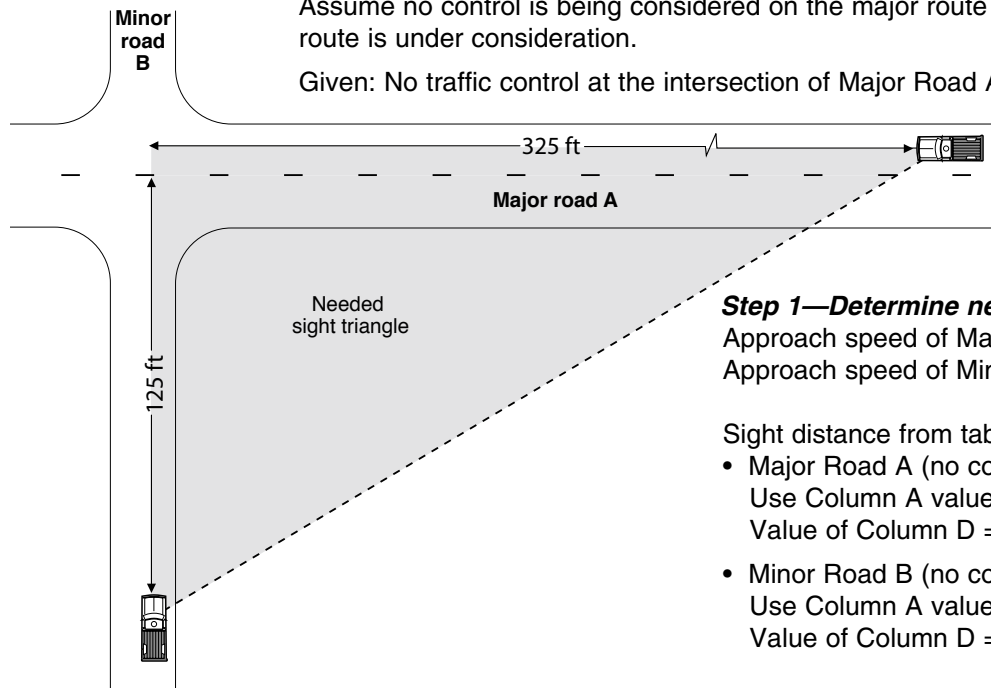 Assume no control is being considered on the major route
route is under consideration.
Given: No traffic control at the intersection of Major Road A
Minor
road
B
325 ft
Major road A
Needed
sight triangle
125 ft
Step 1—Determine ne
Approach speed of Ma
Approach speed of Min
Sight distance from tab
• Major Road A (no co
Use Column A value
Value of Column D =
• Minor Road B (no co
Use Column A value
Value of Column D =